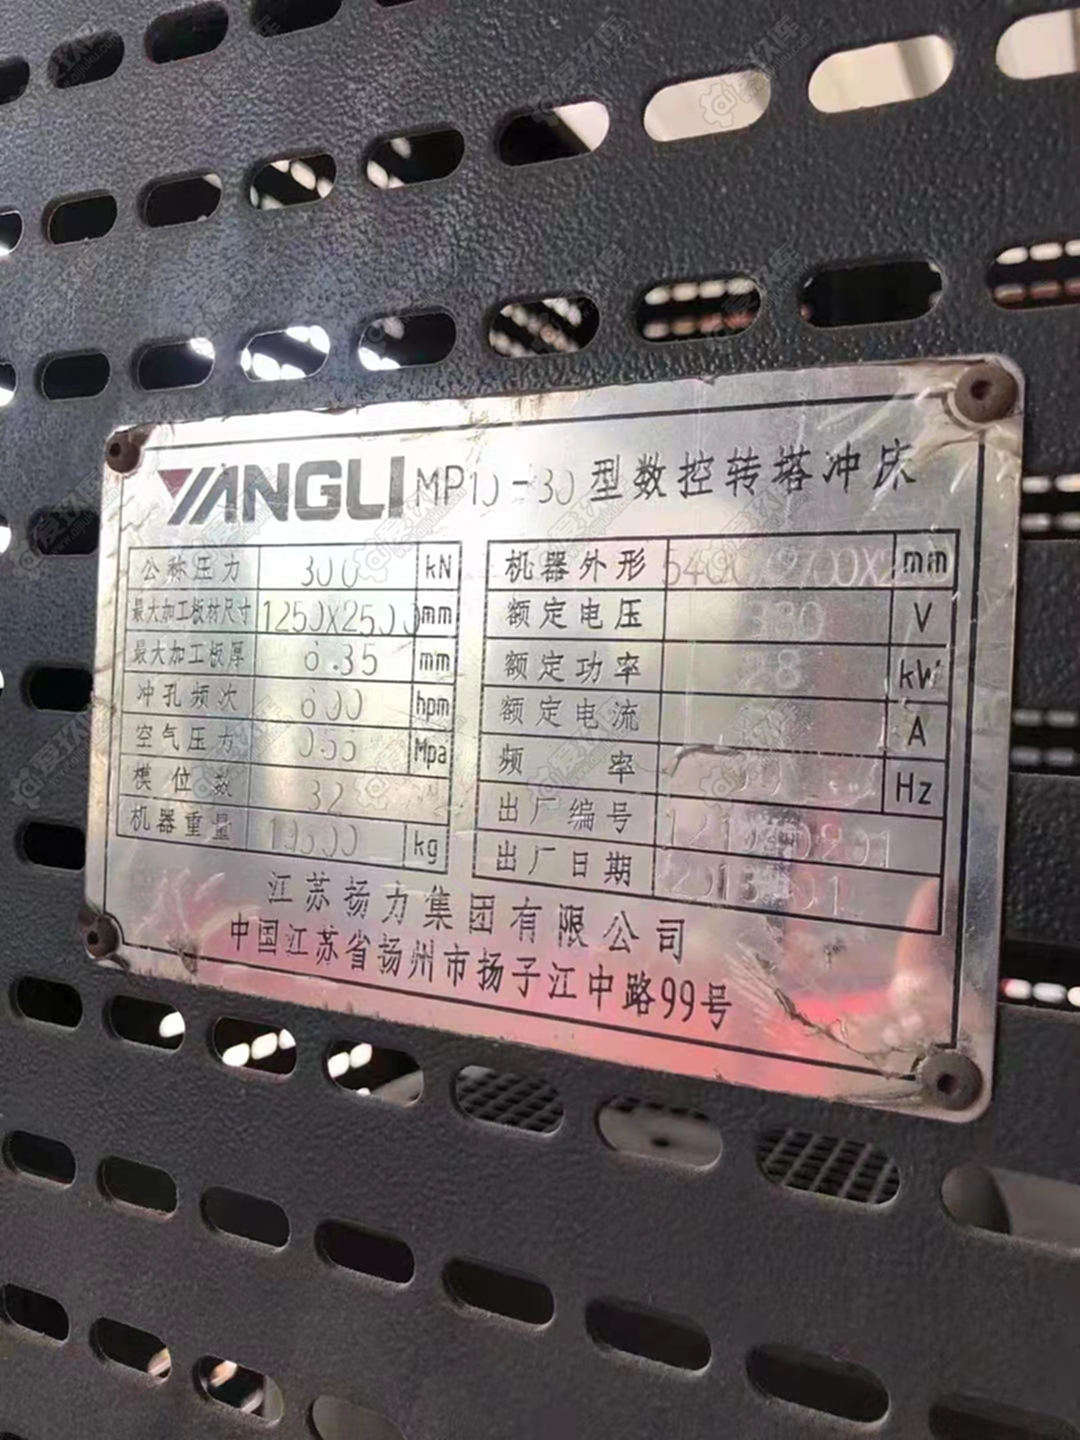 YANGLI MP10-30型数控转塔冲床
公称压力 300 kN
最大加工板材尺寸 1250X2500 mm
最大加工板厚 6.35 mm
冲孔频次 600 hpm
空气压力 0.55 Mpa
模位数 32
机器重量 kg
机器外形 mm
额定电压 380 V
额定功率 28 kW
额定电流 A
频率 50 Hz
出厂编号
出厂日期
江苏扬力集团有限公司
中国江苏省扬州市扬子江中路99号